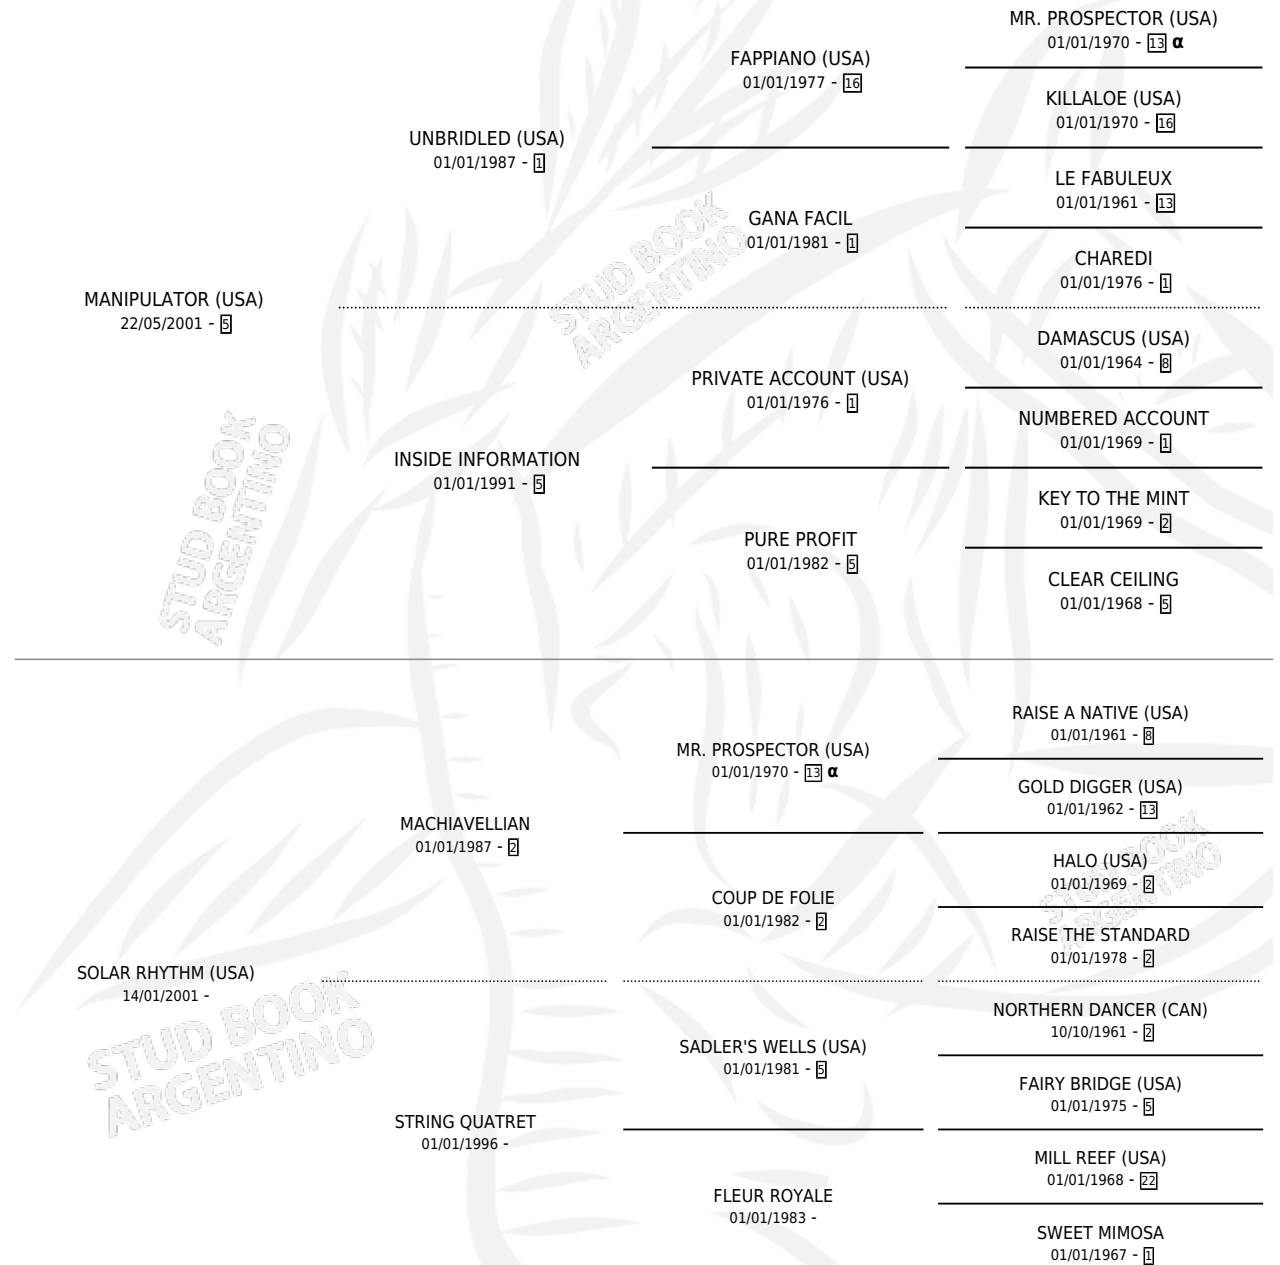 MR. PROSPECTOR (USA)
01/01/1970 - 13 α
FAPPIANO (USA)
01/01/1977 - 16
KILLALOE (USA)
01/01/1970 - 16
UNBRIDLED (USA)
01/01/1987 - 1
LE FABULEUX
01/01/1961 - 13
GANA FACIL
01/01/1981 - 1
CHAREDI
01/01/1976 - 1
MANIPULATOR (USA)
22/05/2001 - 5
DAMASCUS (USA)
01/01/1964 - 8
PRIVATE ACCOUNT (USA)
01/01/1976 - 1
NUMBERED ACCOUNT
01/01/1969 - 1
INSIDE INFORMATION
01/01/1991 - 5
KEY TO THE MINT
01/01/1969 - 2
PURE PROFIT
01/01/1982 - 5
CLEAR CEILING
01/01/1968 - 5
RAISE A NATIVE (USA)
01/01/1961 - 8
MR. PROSPECTOR (USA)
01/01/1970 - 13 α
GOLD DIGGER (USA)
01/01/1962 - 13
MACHIAVELLIAN
01/01/1987 - 2
HALO (USA)
01/01/1969 - 2
COUP DE FOLIE
01/01/1982 - 2
RAISE THE STANDARD
01/01/1978 - 2
SOLAR RHYTHM (USA)
14/01/2001 -
NORTHERN DANCER (CAN)
10/10/1961 - 2
SADLER'S WELLS (USA)
01/01/1981 - 5
FAIRY BRIDGE (USA)
01/01/1975 - 5
STRING QUATRET
01/01/1996 -
MILL REEF (USA)
01/01/1968 - 22
FLEUR ROYALE
01/01/1983 -
SWEET MIMOSA
01/01/1967 - 1
STUD BOOK
ARGENTINO
STUD BOOK
ARGENTINO
STUD BOOK
ARGENTINO
STUD BOOK
ARGENTINO